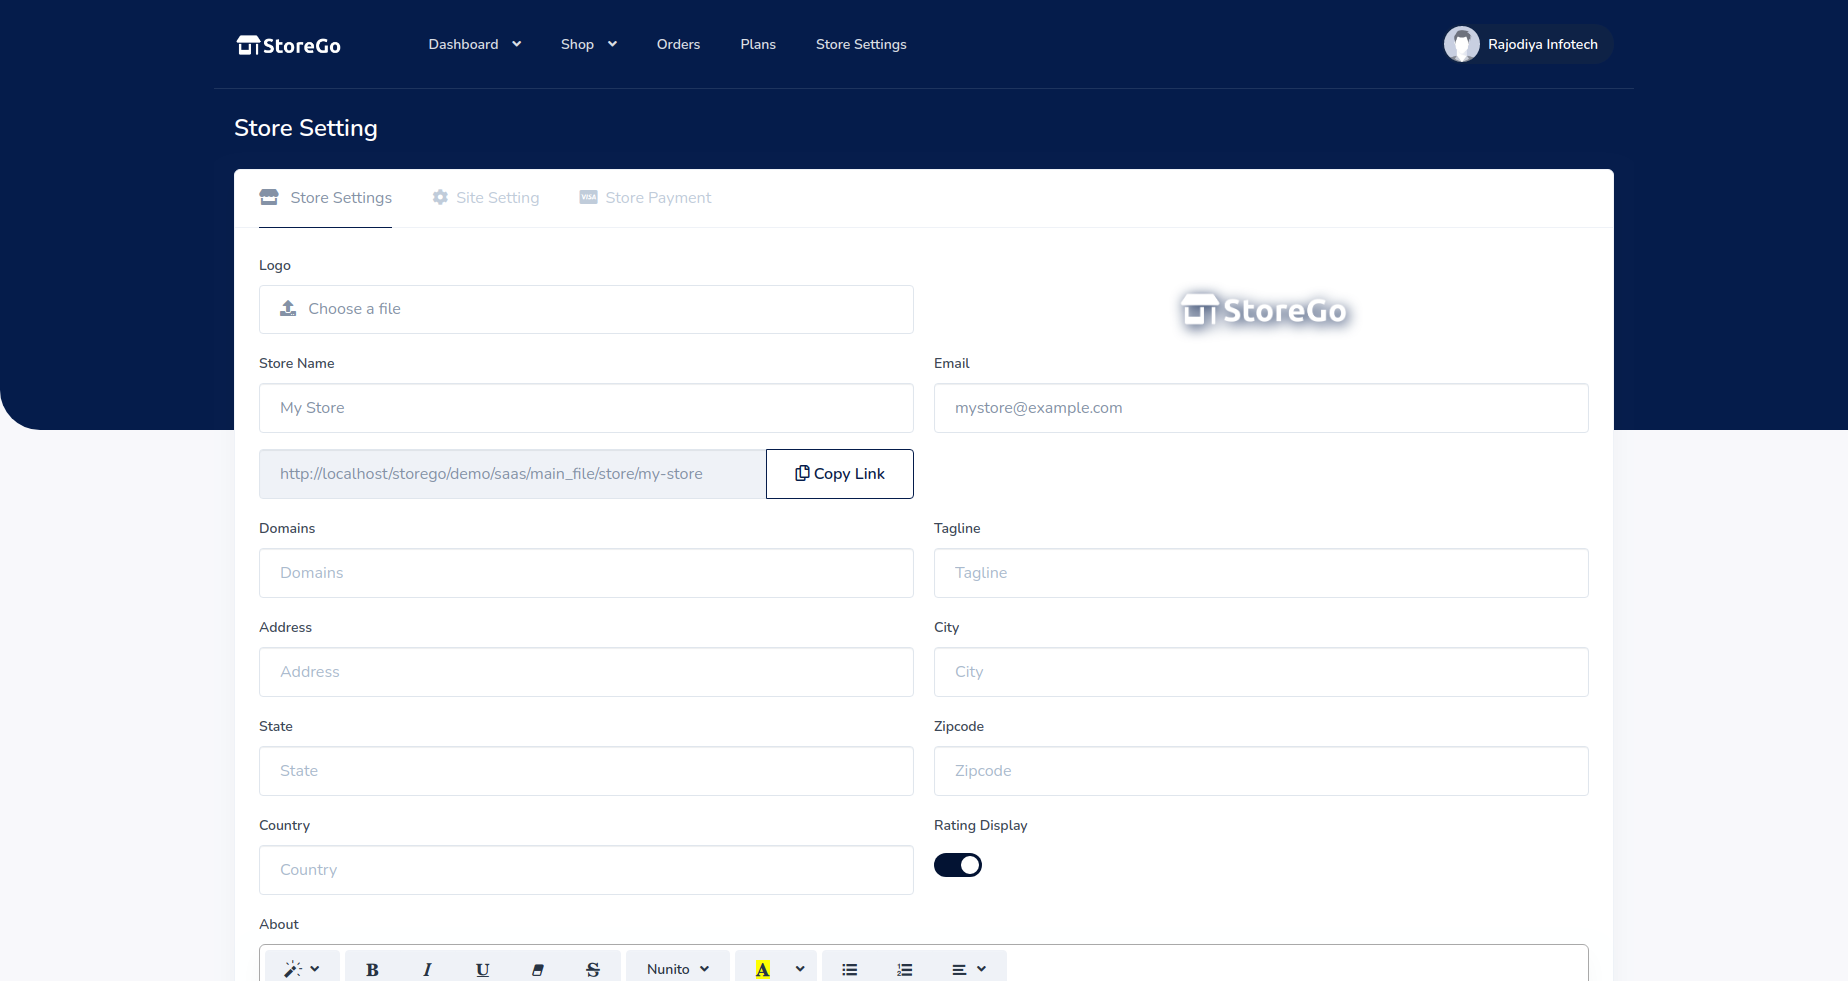 StoreGo Dashboard Shop Orders Plans Store Settings Rajodiya Infotech
Store Setting
Store Settings Site Setting Store Payment
Logo
Choose a file
StoreGo
Store Name Email
My Store mystore@example.com
http://localhost/storego/demo/saas/main_file/store/my-store Copy Link
Domains Tagline
Domains Tagline
Address City
Address City
State Zipcode
State Zipcode
Country Rating Display
Country
About
B I U S Nunito A